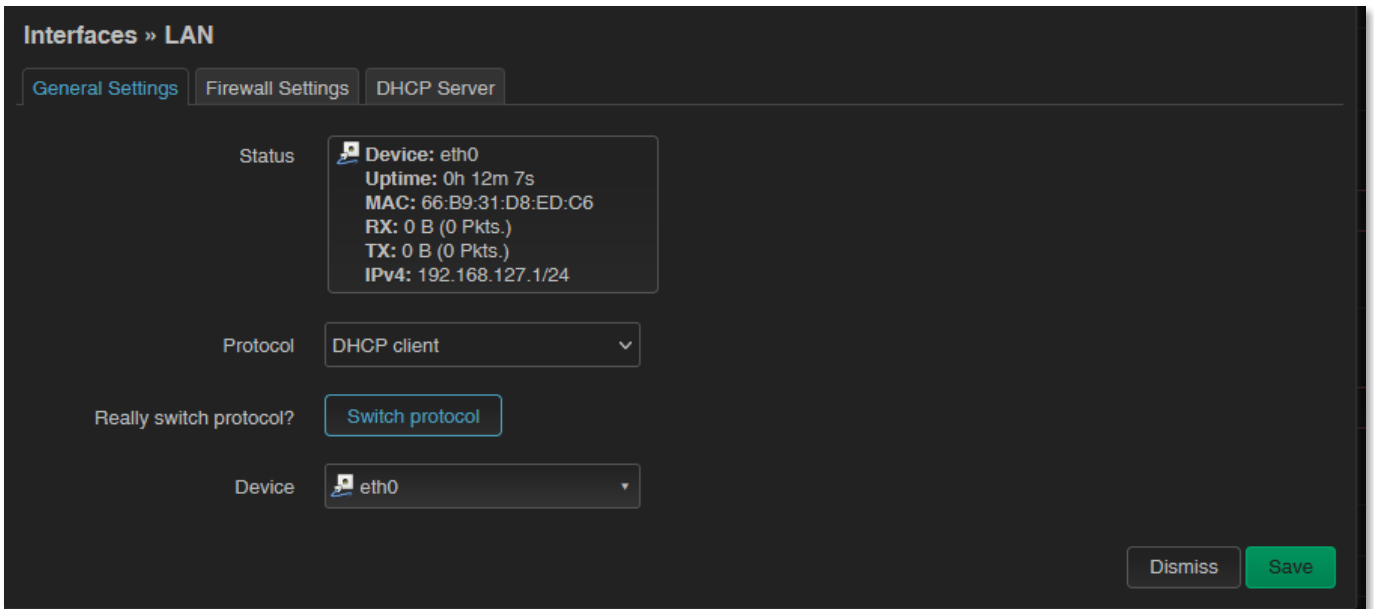 Interfaces » LAN
General Settings
Firewall Settings
DHCP Server
Status
Device: eth0
Uptime: 0h 12m 7s
MAC: 66:B9:31:D8:ED:C6
RX: 0 B (0 Pkts.)
TX: 0 B (0 Pkts.)
IPv4: 192.168.127.1/24
Protocol
DHCP client
Really switch protocol?
Switch protocol
Device
eth0
Dismiss
Save